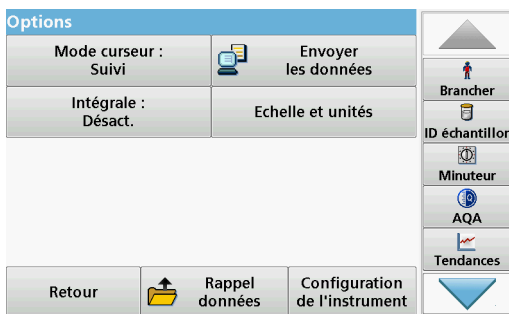 Options
Mode curseur :
Suivi
Envoyer
les données
Intégrale :
Désact.
Echelle et unités
Retour
Rappel
données
Configuration
de l'instrument
Brancher
ID échantillor
Minuteur
AQA
Tendances